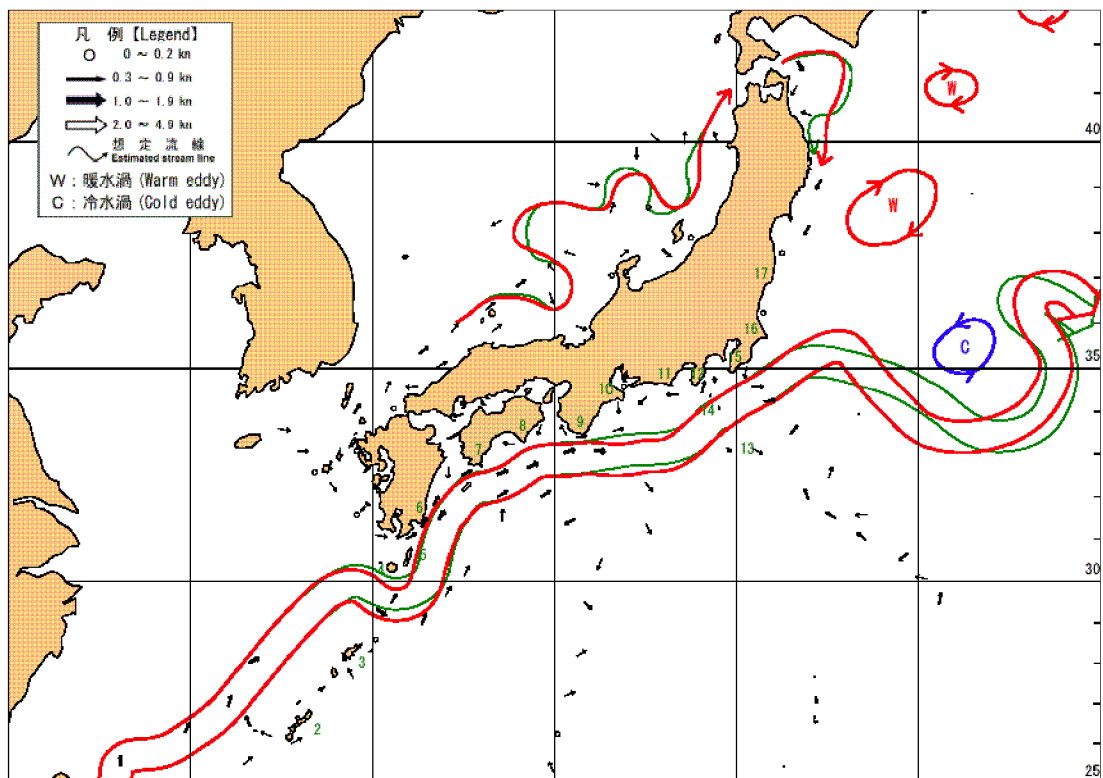 凡 例【Legend】
0 ~ 0.2 kn
0.3 ~ 0.9 kn
1.0 ~ 1.9 kn
2.0 ~ 4.9 kn
想 定 流 線
Estimated stream line
W : 暖水渦 (Warm eddy)
C : 冷水渦 (Cold eddy)
W
40
W
17
16
C
35
5
11
10
14
9
8
7
13
6
5
4
30
3
2
1
25